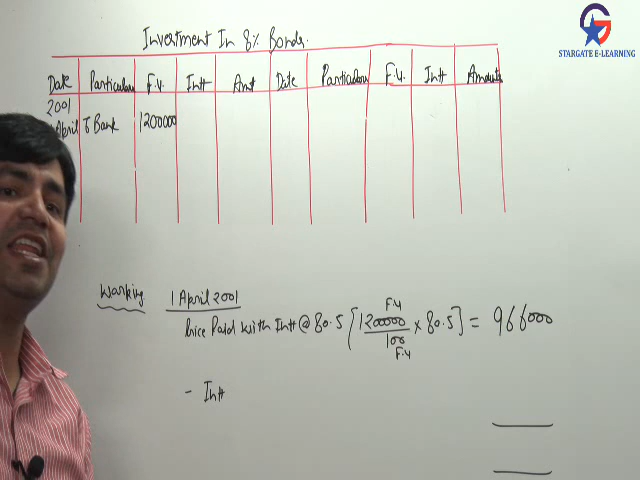 STARGATE E-LEARNING
Investment In 8% Bonds.
Date Particulars F.V. Intt Amt Date Particulars F.V. Intt Amounts
2001
April To Bank 1200000
Working
1 April 2001
Price Paid with Intt @ 80.5 [ 1200000 / 100 × 80.5 ] = 966000
F.V
F.V
- Intt